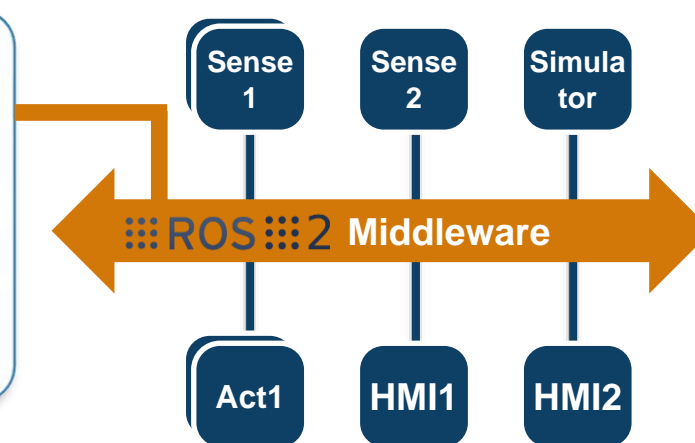 Sense
1
Sense
2
Simula
tor
ROS 2 Middleware
Act1
HMI1
HMI2